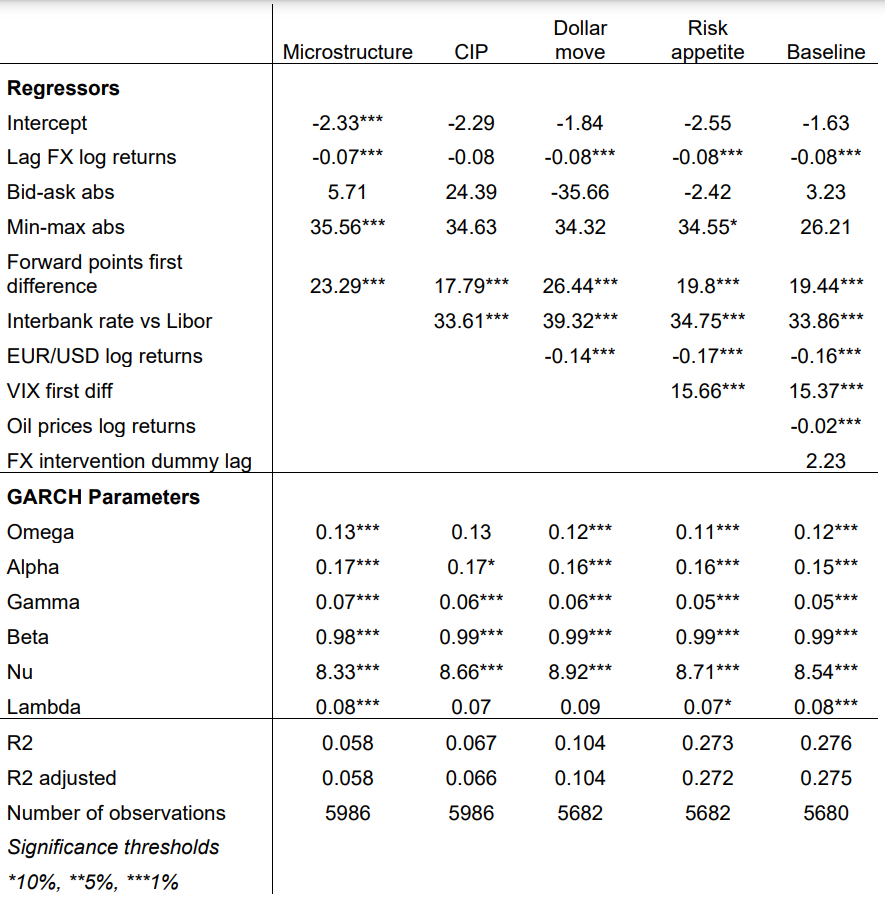 Dollar Risk
Microstructure CIP move appetite Baseline
Regressors
Intercept -2.33*** -2.29 -1.84 -2.55 -1.63
Lag FX log returns -0.07*** -0.08 -0.08*** -0.08*** -0.08***
Bid-ask abs 5.71 24.39 -35.66 -2.42 3.23
Min-max abs 35.56*** 34.63 34.32 34.55* 26.21
Forward points first
difference 23.29*** 17.79*** 26.44*** 19.8*** 19.44***
Interbank rate vs Libor 33.61*** 39.32*** 34.75*** 33.86***
EUR/USD log returns -0.14*** -0.17*** -0.16***
VIX first diff 15.66*** 15.37***
Oil prices log returns -0.02***
FX intervention dummy lag 2.23
GARCH Parameters
Omega 0.13*** 0.13 0.12*** 0.11*** 0.12***
Alpha 0.17*** 0.17* 0.16*** 0.16*** 0.15***
Gamma 0.07*** 0.06*** 0.06*** 0.05*** 0.05***
Beta 0.98*** 0.99*** 0.99*** 0.99*** 0.99***
Nu 8.33*** 8.66*** 8.92*** 8.71*** 8.54***
Lambda 0.08*** 0.07 0.09 0.07* 0.08***
R2 0.058 0.067 0.104 0.273 0.276
R2 adjusted 0.058 0.066 0.104 0.272 0.275
Number of observations 5986 5986 5682 5682 5680
Significance thresholds
*10%, **5%, ***1%